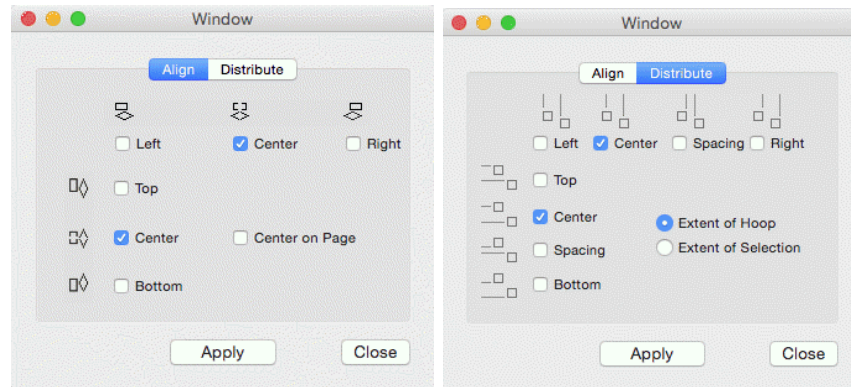 Window
Align Distribute
Left Center Right
Top
Center Center on Page
Bottom
Apply Close
Window
Align Distribute
Left Center Spacing Right
Top
Center
Extent of Hoop
Spacing Extent of Selection
Bottom
Apply Close